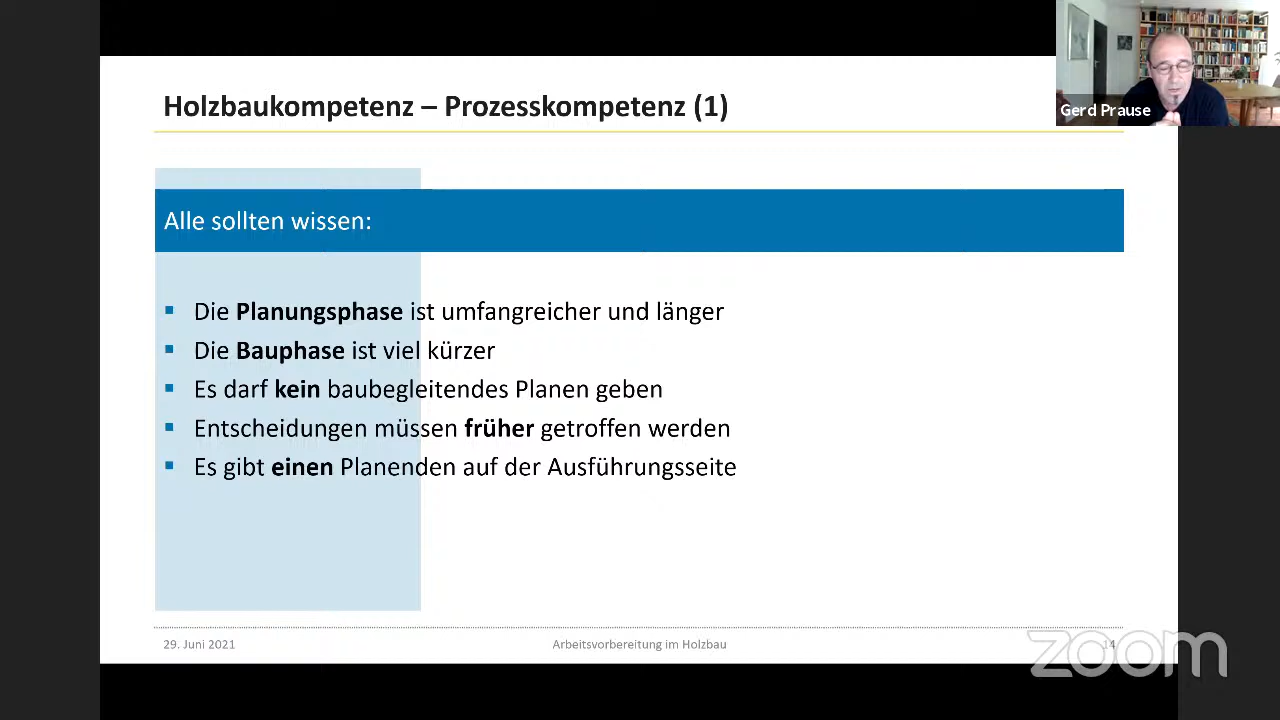 Holzbaukompetenz – Prozesskompetenz (1)
Gerd Prause
Alle sollten wissen:
▪ Die Planungsphase ist umfangreicher und länger
▪ Die Bauphase ist viel kürzer
▪ Es darf kein baubegleitendes Planen geben
▪ Entscheidungen müssen früher getroffen werden
▪ Es gibt einen Planenden auf der Ausführungsseite
29. Juni 2021
Arbeitsvorbereitung im Holzbau
14
zoom